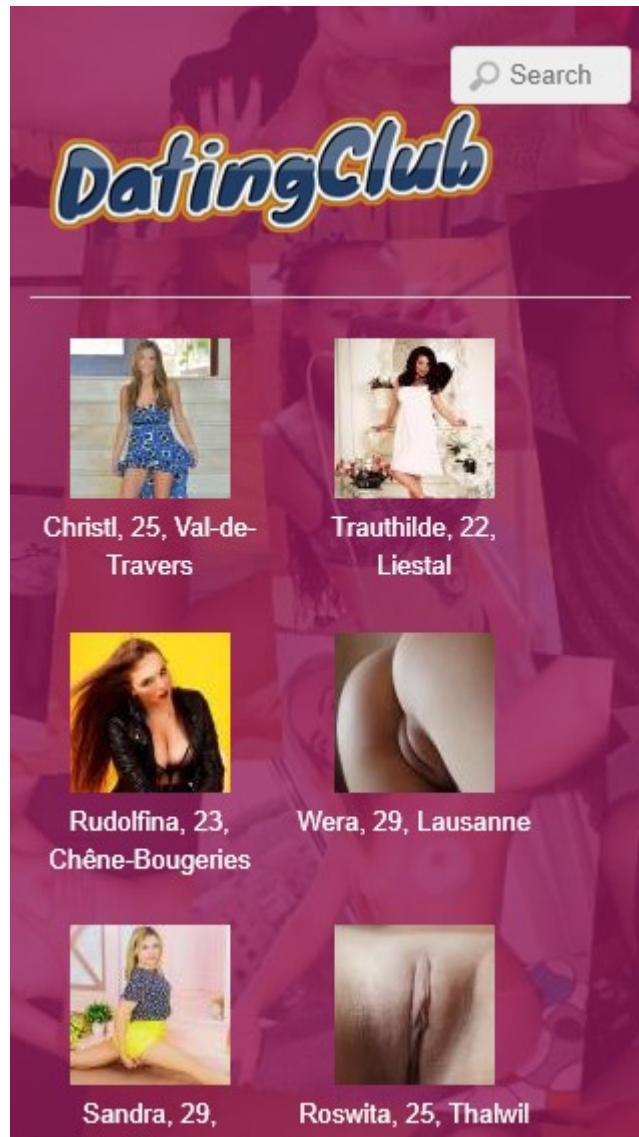 Search
DatingClub
Christl, 25, Val-de-
Travers
Trauthilde, 22,
Liestal
Rudolfina, 23,
Chêne-Bougeries
Wera, 29, Lausanne
Sandra, 29,
Roswita, 25, Thalwil